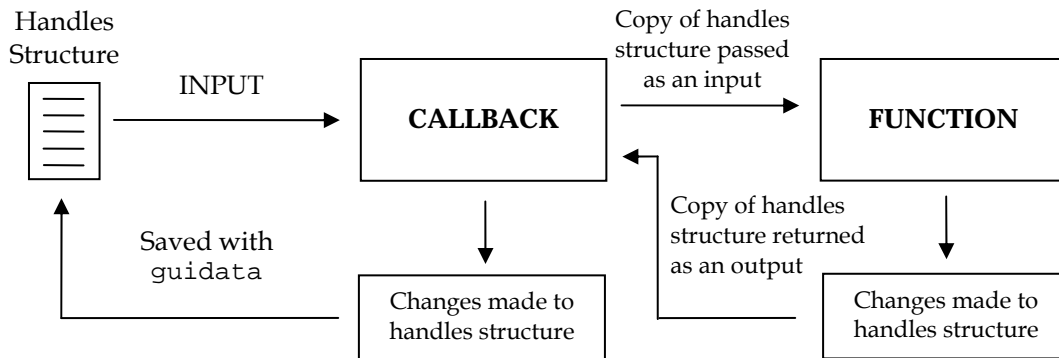 Handles
Structure
INPUT
CALLBACK
Copy of handles
structure passed
as an input
FUNCTION
Saved with
guidata
Changes made to
handles structure
Copy of handles
structure returned
as an output
Changes made to
handles structure